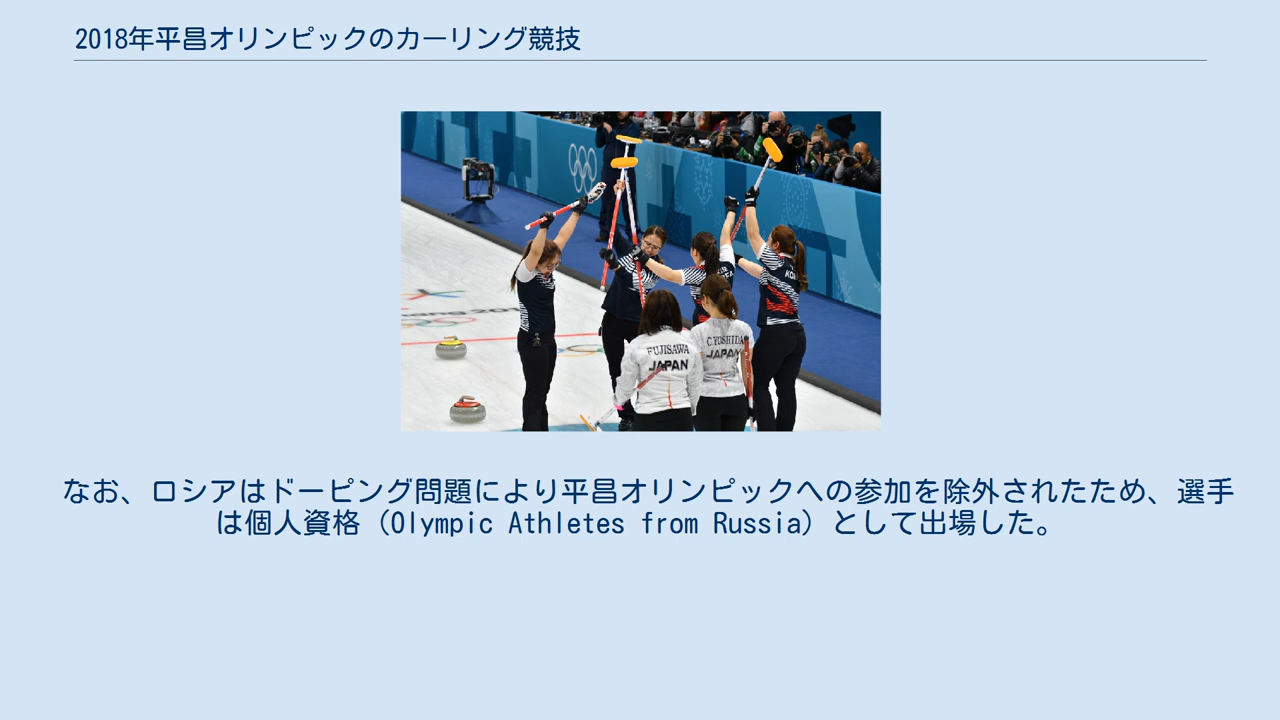 2018年平昌オリンピックのカーリング競技
FUJISAWA
JAPAN
C.YOSHIDA
JAPAN
なお、ロシアはドーピング問題により平昌オリンピックへの参加を除外されたため、選手
は個人資格（Olympic Athletes from Russia）として出場した。